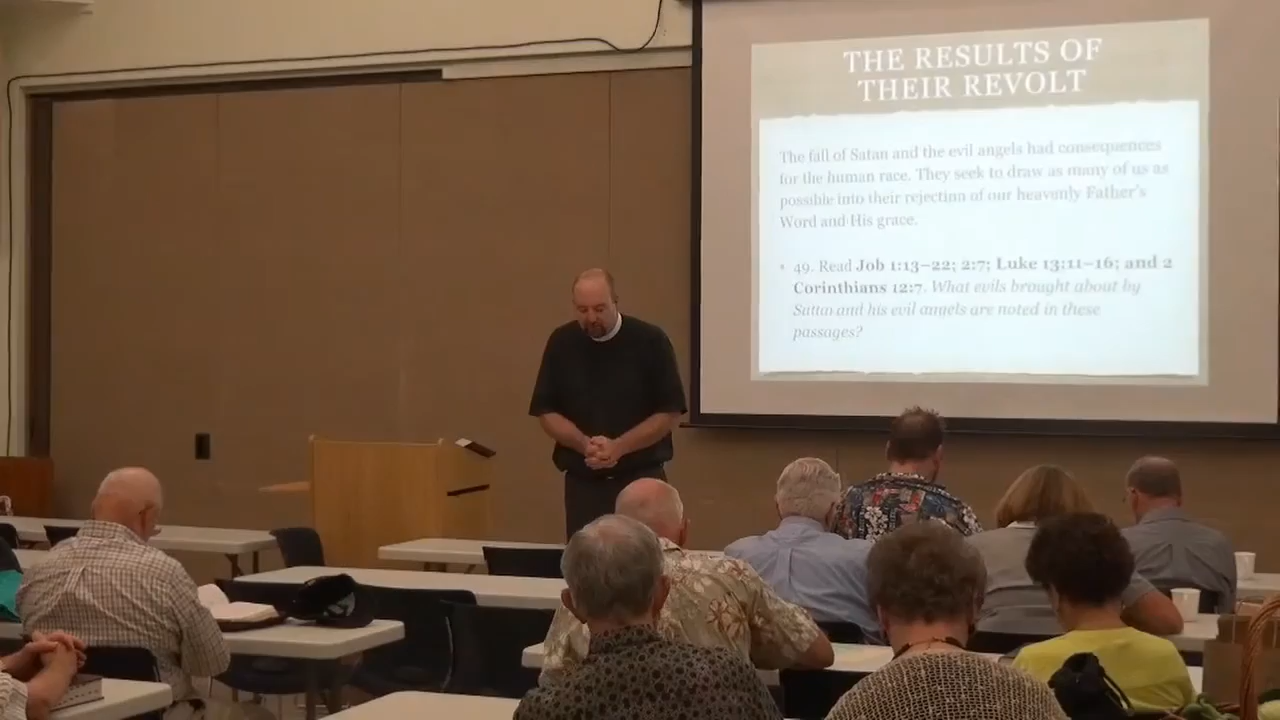 THE RESULTS OF
THEIR REVOLT
The fall of Satan and the evil angels had consequences
for the human race. They seek to draw as many of us as
possible into their rejection of our heavenly Father's
Word and His grace.
• 49. Read Job 1:13–22; 2:7; Luke 13:11–16; and 2
Corinthians 12:7. What evils brought about by
Satan and his evil angels are noted in these
passages?